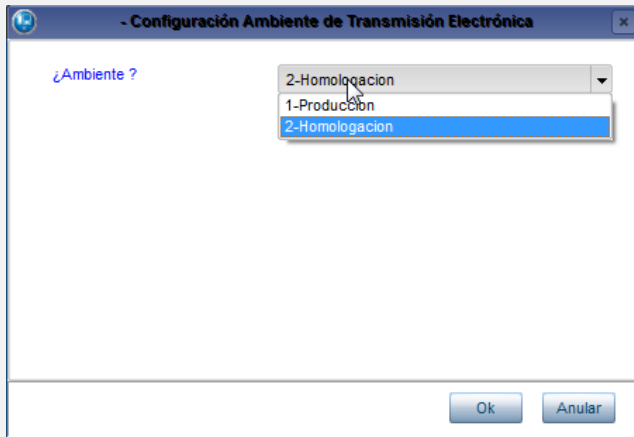 - Configuración Ambiente de Transmisión Electrónica
¿Ambiente ?
2-Homologacion
1-Produccion
2-Homologacion
Ok
Anular